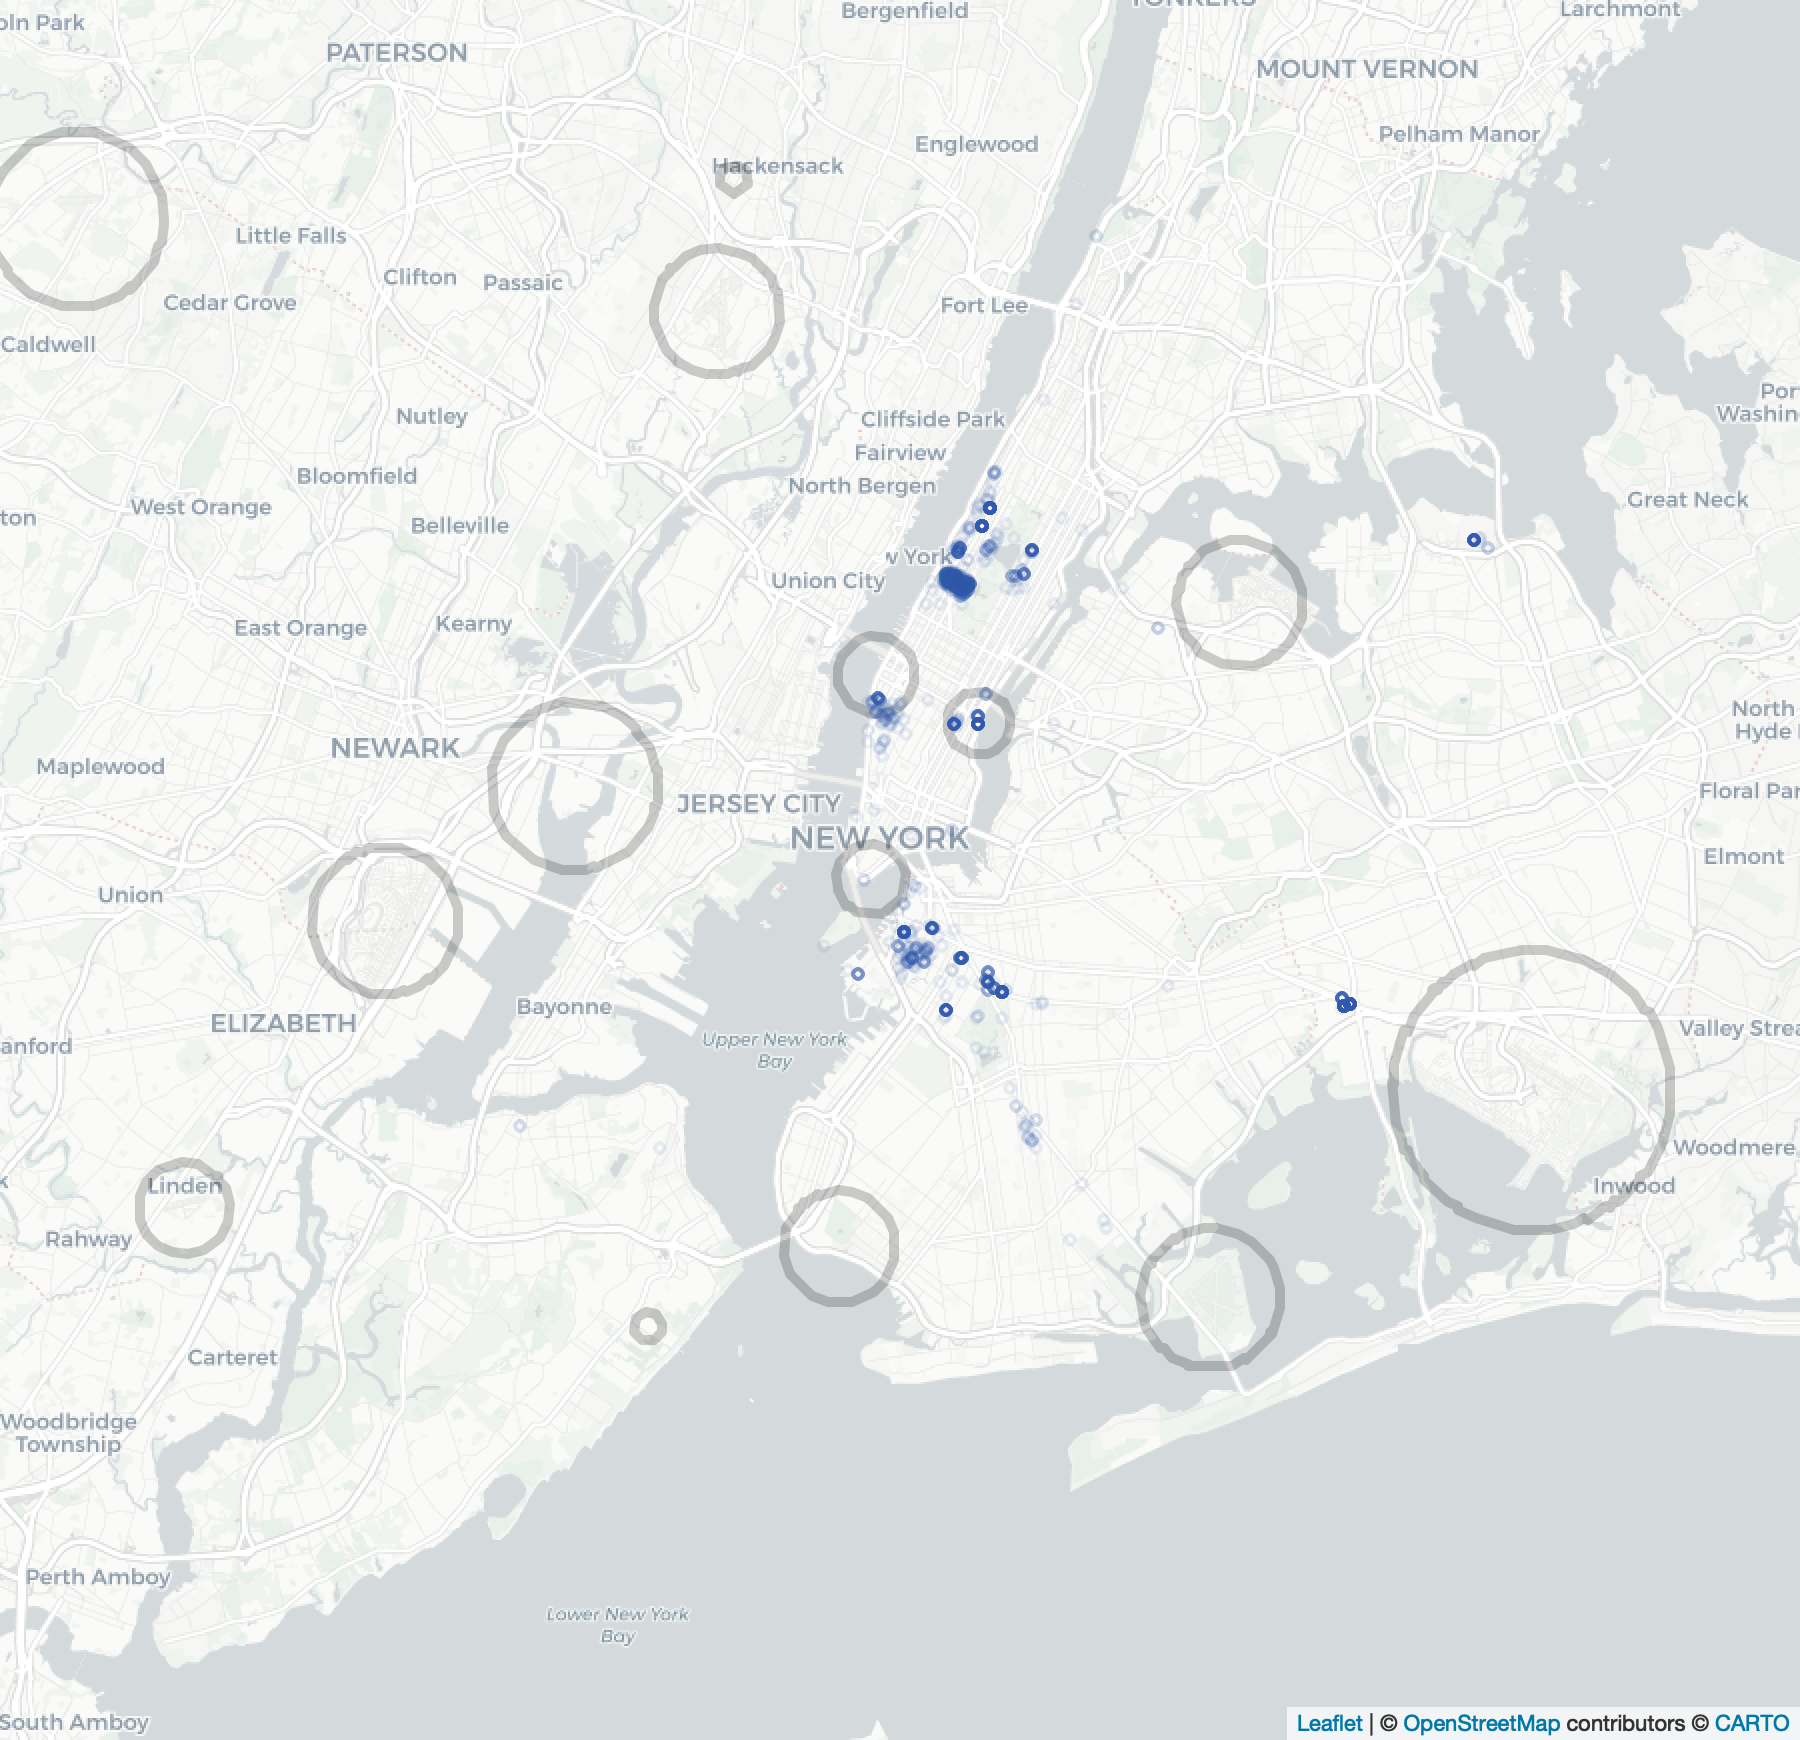 Bergenfield
YONKERS
Larchmont
oln Park
PATERSON
MOUNT VERNON
Pelham Manor
Englewood
Hackensack
Little Falls
Clifton
Passaic
Cedar Grove
Fort Lee
Caldwell
Por
Washin
Nutley
Cliffside Park
Fairview
Bloomfield
North Bergen
West Orange
Great Neck
ton
Belleville
w York
Union City
East Orange
Kearny
North
Hyde
NEWARK
Maplewood
Floral Par
JERSEY CITY
NEW YORK
Elmont
Union
Bayonne
ELIZABETH
Valley Strea
anford
Upper New York
Bay
Woodmere
Linden
Inwood
k
Rahway
Carteret
Woodbridge
Township
Perth Amboy
Lower New York
Bay
South Amboy
Leaflet | © OpenStreetMap contributors © CARTO